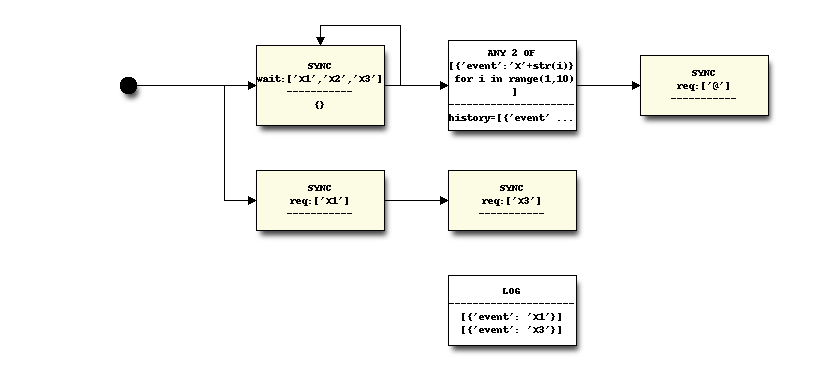 SYNC
wait:['x1','x2','x3']
-----------
{}
ANY 2 OF
[{'event':'x'+str(i)}
for i in range(1,10)
]
---------------------
history=[{'event' ...
SYNC
req:['@']
-----------
SYNC
req:['x1']
-----------
SYNC
req:['x3']
-----------
LOG
---------------------
[{'event': 'x1'}]
[{'event': 'x3'}]